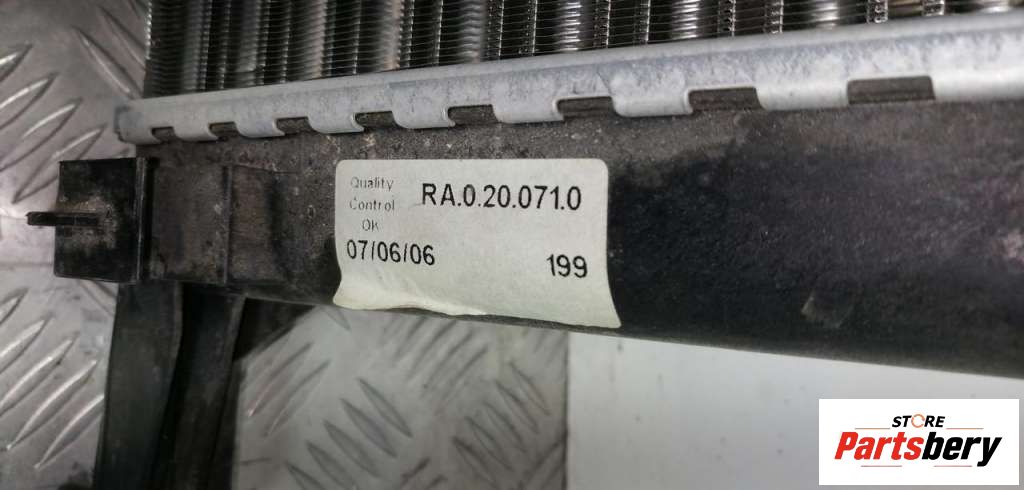 Quality
Control
OK
RA.0.20.071.0
07/06/06
199
STORE
Partsbery